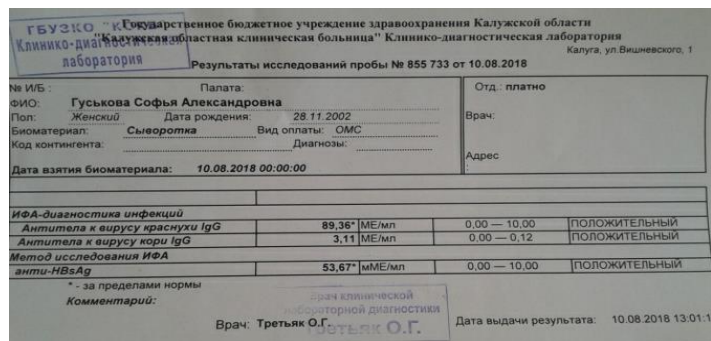 Государственное бюджетное учреждение здравоохранения Калужской области
ГБУЗКО "К
"Калужская областная клиническая больница" Клинико-диагностическая лаборатория
Клинико-диагностическая
лаборатория
Калуга, ул.Вишневского, 1
Результаты исследований пробы № 855 733 от 10.08.2018
№ И/Б : Палата: Отд.: платно
ФИО: Гуськова Софья Александровна
Пол: Женский Дата рождения: 28.11.2002 Врач:
Биоматериал: Сыворотка Вид оплаты: ОМС
Код контингента: Диагнозы:
Адрес
:
Дата взятия биоматериала: 10.08.2018 00:00:00
ИФА-диагностика инфекций
Антитела к вирусу краснухи IgG 89,36* МЕ/мл 0,00 — 10,00 ПОЛОЖИТЕЛЬНЫЙ
Антитела к вирусу кори IgG 3,11 МЕ/мл 0,00 — 0,12 ПОЛОЖИТЕЛЬНЫЙ
Метод исследования ИФА
анти-HBsAg 53,67* мМЕ/мл 0,00 — 10,00 ПОЛОЖИТЕЛЬНЫЙ
* - за пределами нормы
Комментарий:
Врач клинической
лабораторной диагностики
Третьяк О.Г.
Врач: Третьяк О.Г. Дата выдачи результата: 10.08.2018 13:01:1